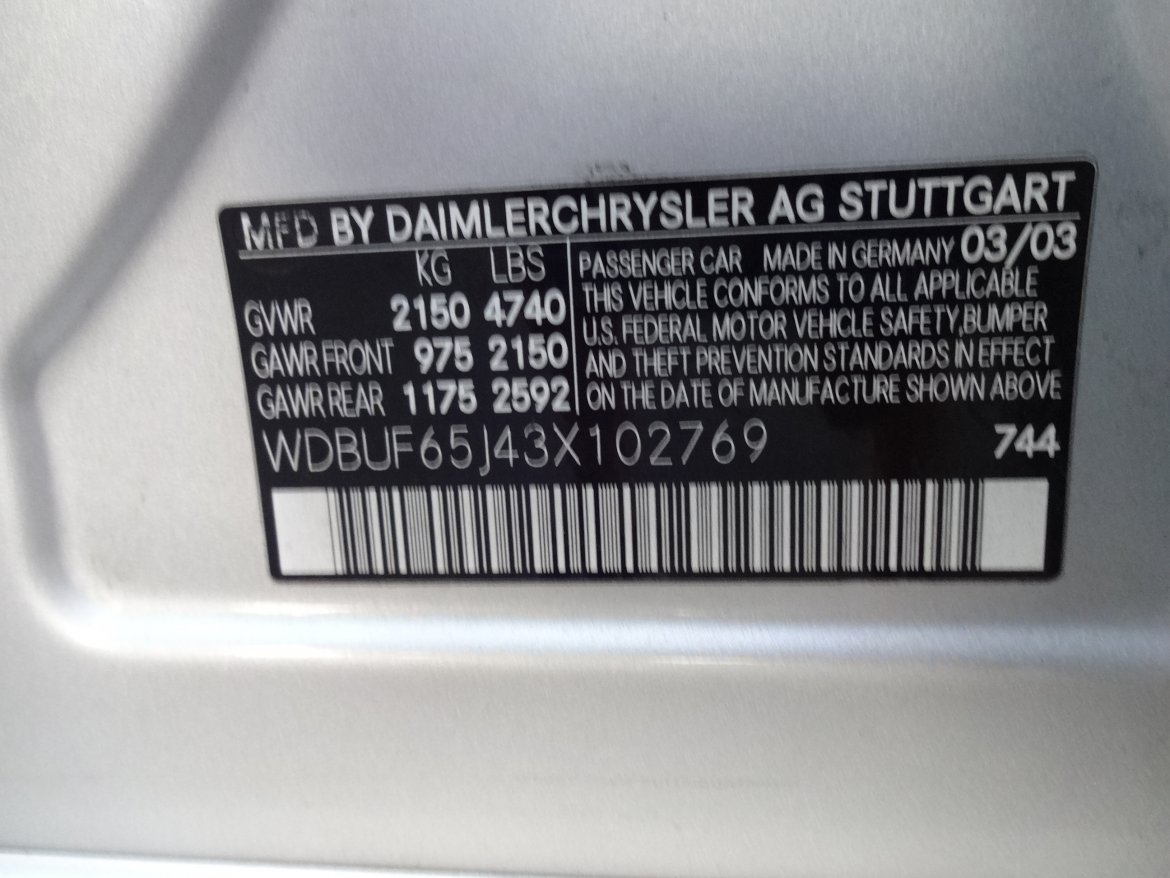 MFD BY DAIMLERCHRYSLER AG STUTTGART
KG LBS
GVWR 2150 4740
GAWR FRONT 975 2150
GAWR REAR 1175 2592
PASSENGER CAR MADE IN GERMANY 03/03
THIS VEHICLE CONFORMS TO ALL APPLICABLE
U.S. FEDERAL MOTOR VEHICLE SAFETY,BUMPER
AND THEFT PREVENTION STANDARDS IN EFFECT
ON THE DATE OF MANUFACTURE SHOWN ABOVE
WDBUF65J43X102769 744